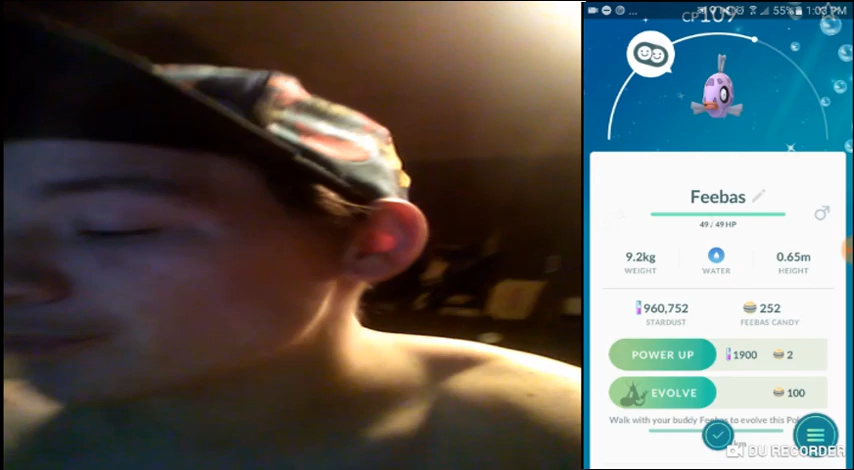 55% 1:03 PM
CP109
Feebas
49 / 49 HP
9.2kg
WEIGHT
WATER
0.65m
HEIGHT
960,752
STARDUST
252
FEEBAS CANDY
POWER UP 1900 2
EVOLVE 100
Walk with your buddy Feebas to evolve this
km
DU RECORDER